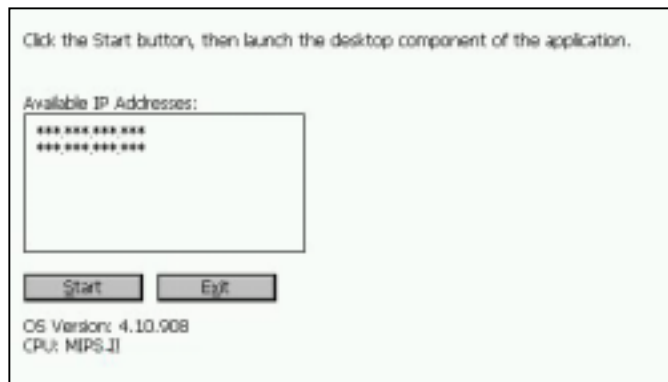 Click the Start button, then launch the desktop component of the application.
Available IP Addresses:
***.***.***.***
***.***.***.***
Start
Exit
OS Version: 4.10.908
CPU: MIPS.II